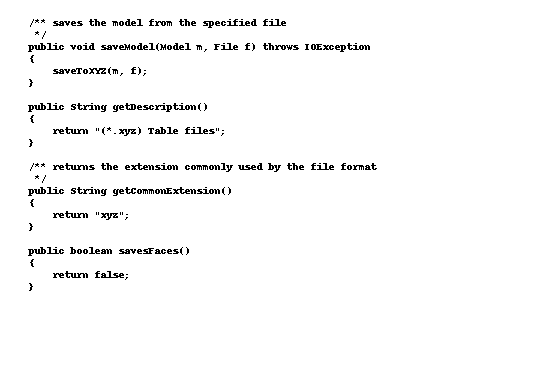 /** saves the model from the specified file
 */
public void saveModel(Model m, File f) throws IOException
{
    saveToXYZ(m, f);
}

public String getDescription()
{
    return "(*.xyz) Table files";
}

/** returns the extension commonly used by the file format
 */
public String getCommonExtension()
{
    return "xyz";
}

public boolean savesFaces()
{
    return false;
}